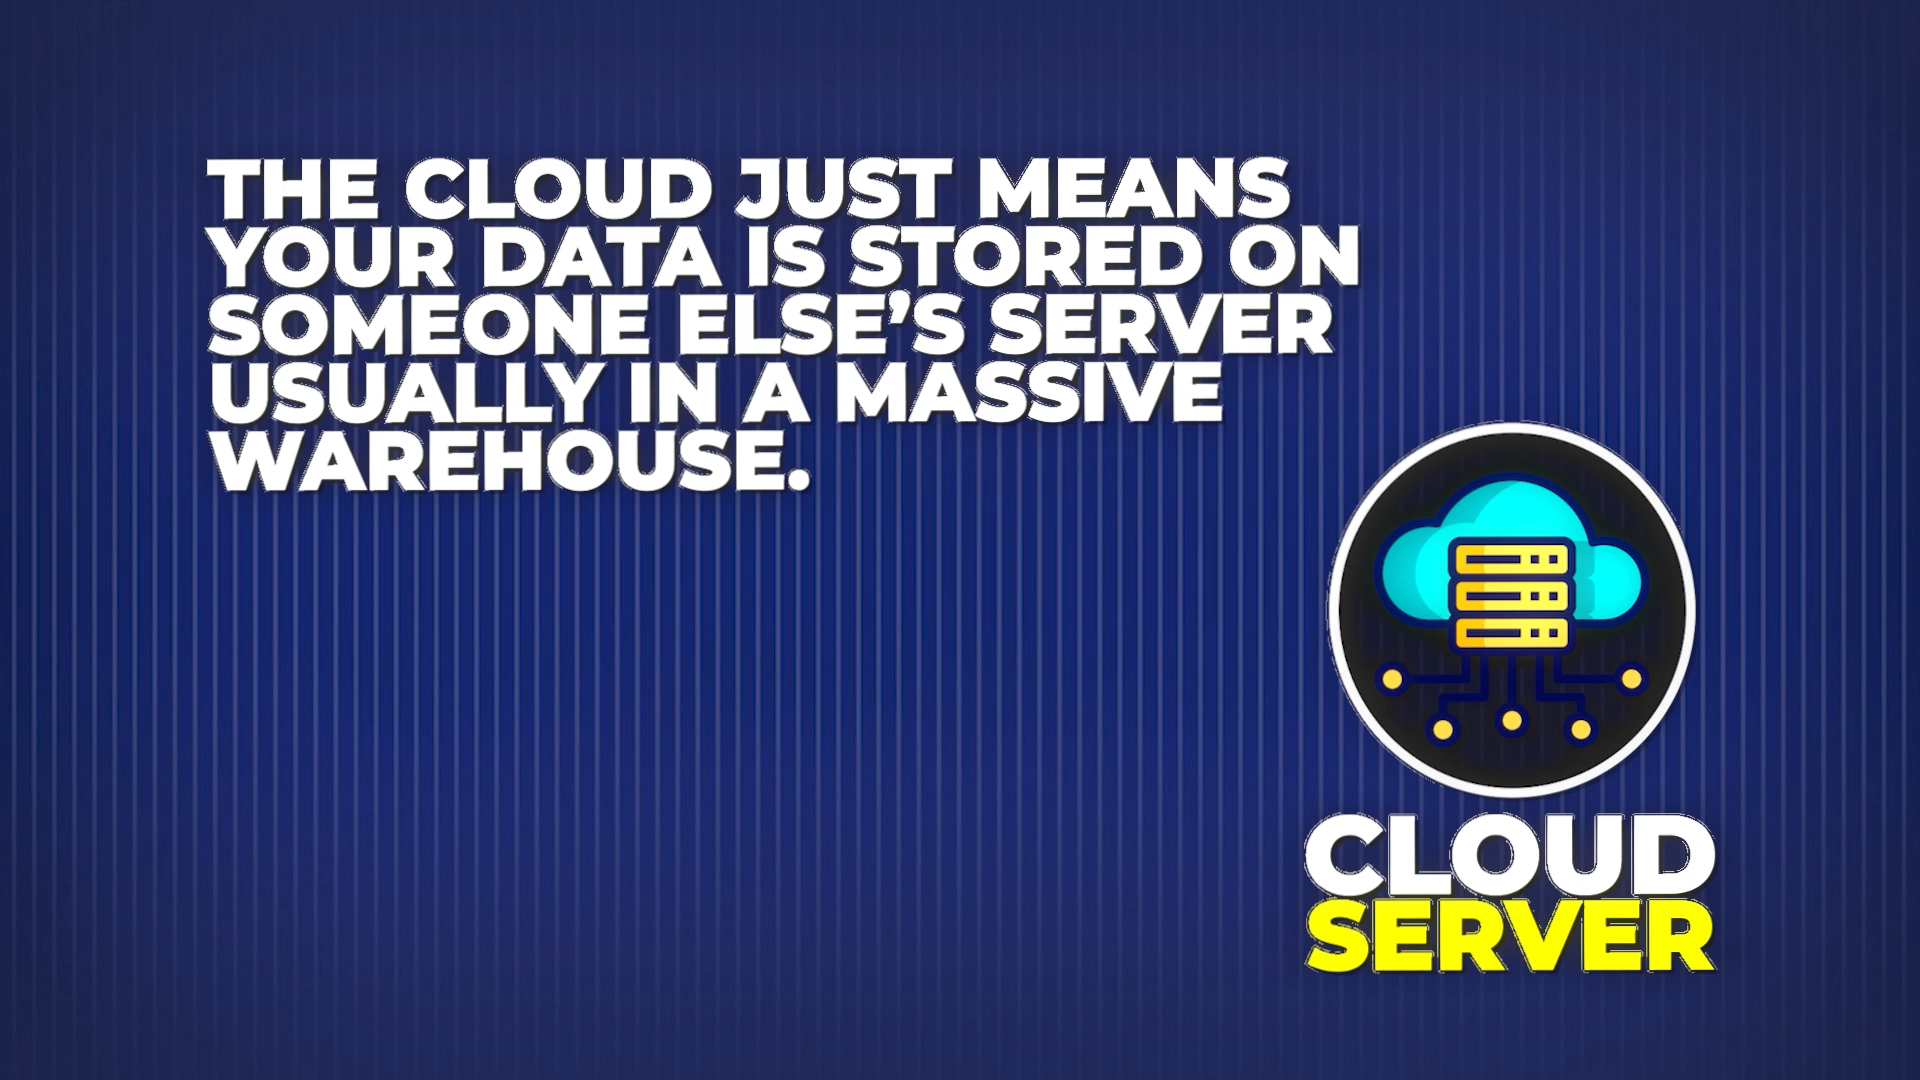 THE CLOUD JUST MEANS
YOUR DATA IS STORED ON
SOMEONE ELSE’S SERVER
USUALLY IN A MASSIVE
WAREHOUSE.
CLOUD
SERVER